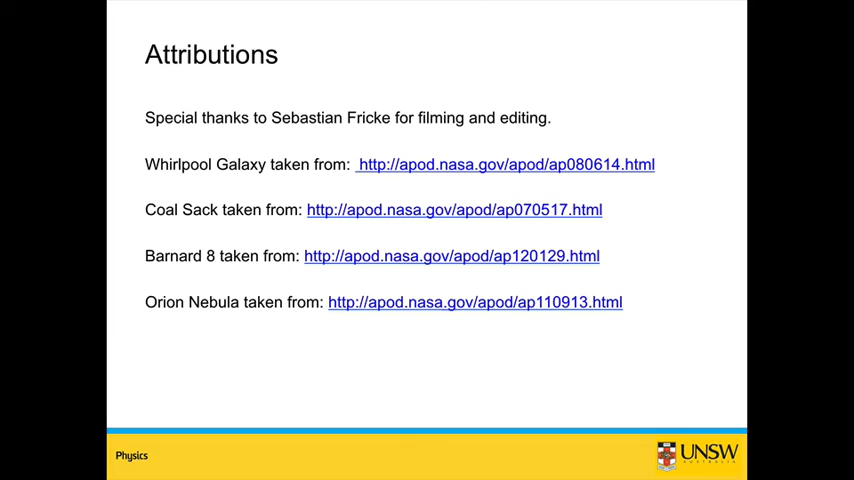 Attributions
Special thanks to Sebastian Fricke for filming and editing.
Whirlpool Galaxy taken from:  http://apod.nasa.gov/apod/ap080614.html
Coal Sack taken from: http://apod.nasa.gov/apod/ap070517.html
Barnard 8 taken from: http://apod.nasa.gov/apod/ap120129.html
Orion Nebula taken from: http://apod.nasa.gov/apod/ap110913.html
Physics
UNSW
AUSTRALIA